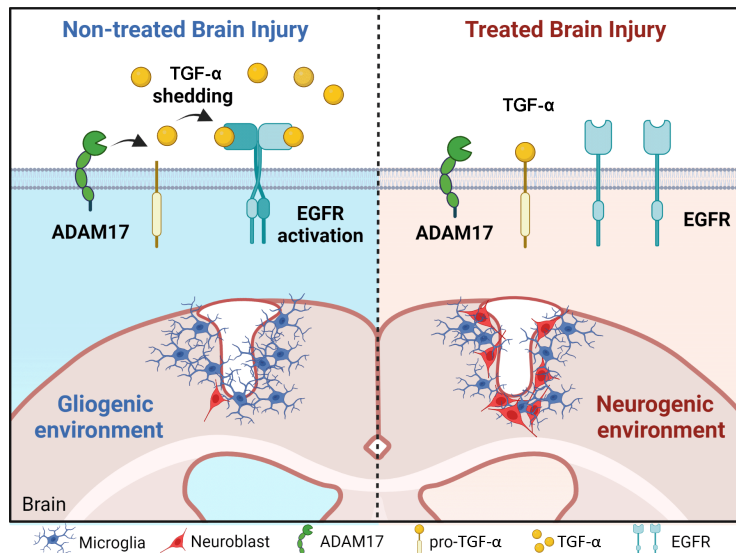 Non-treated Brain Injury
Treated Brain Injury
TGF-α
shedding
TGF-α
ADAM17
EGFR
activation
ADAM17
EGFR
Gliogenic
environment
Neurogenic
environment
Brain
Microglia
Neuroblast
ADAM17
pro-TGF-α
TGF-α
EGFR